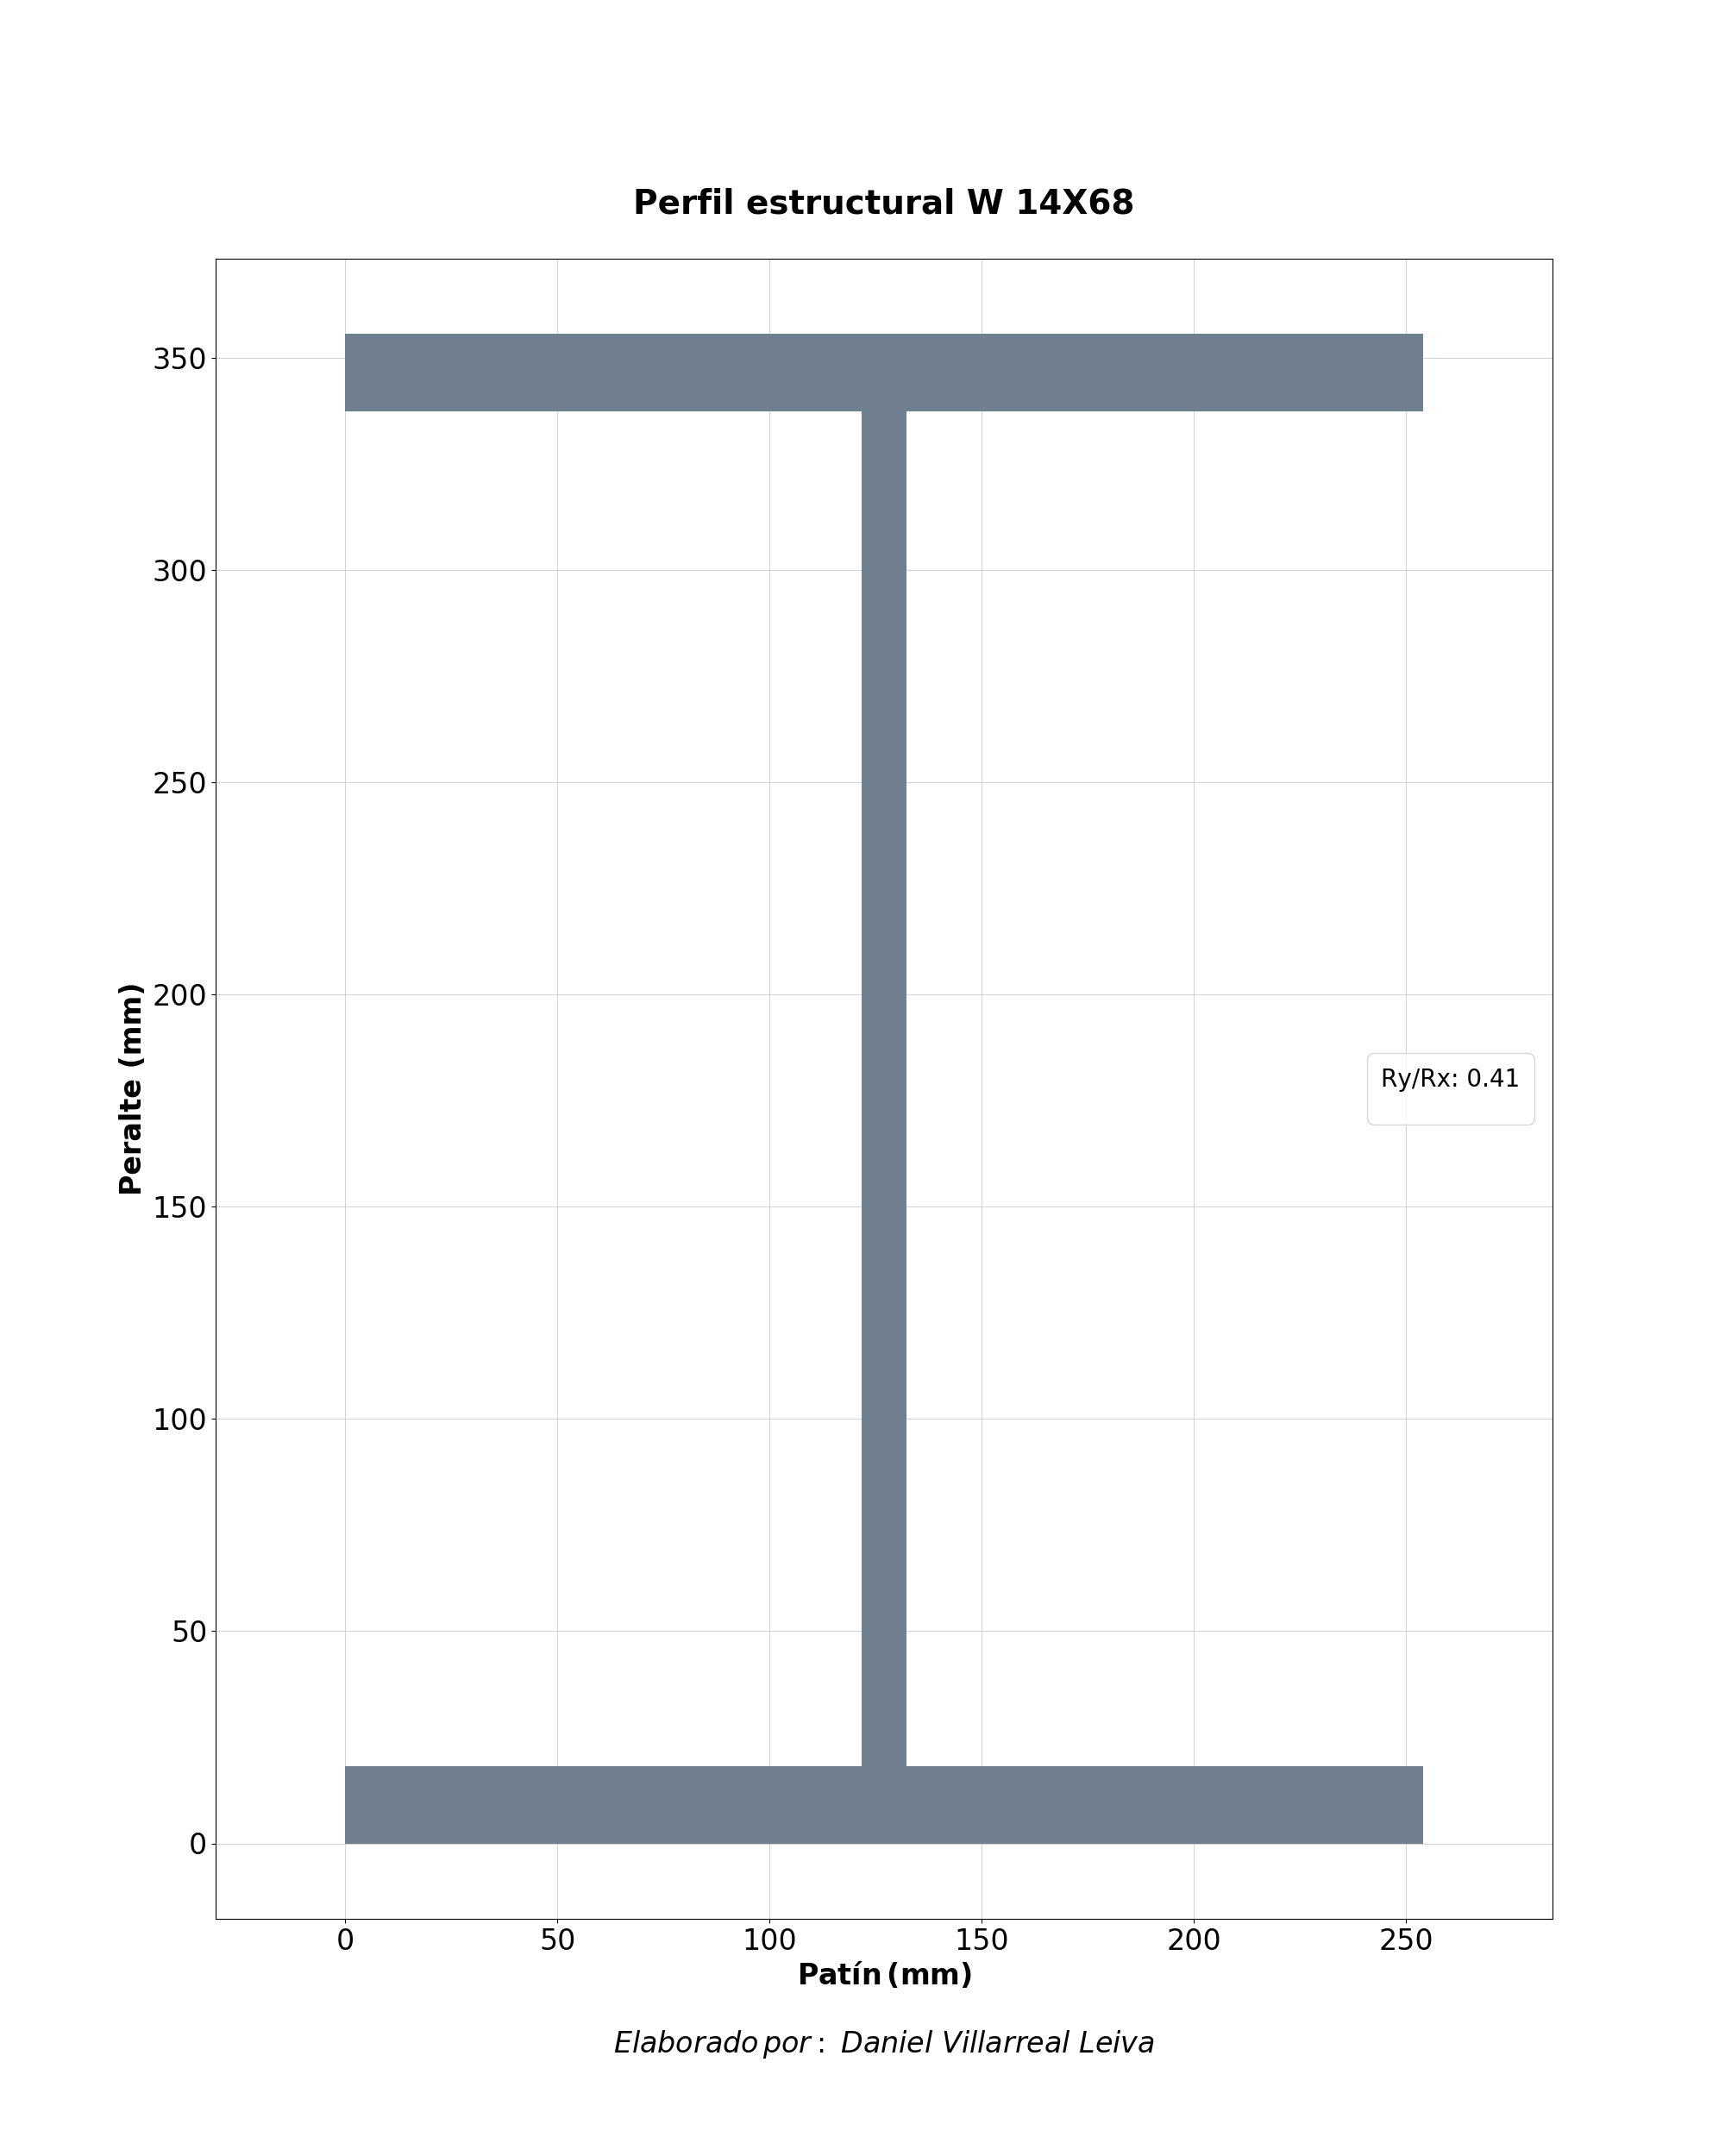 Perfil estructural W 14X68
350
300
250
200
150
100
50
0
Peralte (mm)
Ry/Rx: 0.41
0 50 100 150 200 250
Patín (mm)
Elaborado por: Daniel Villarreal Leiva